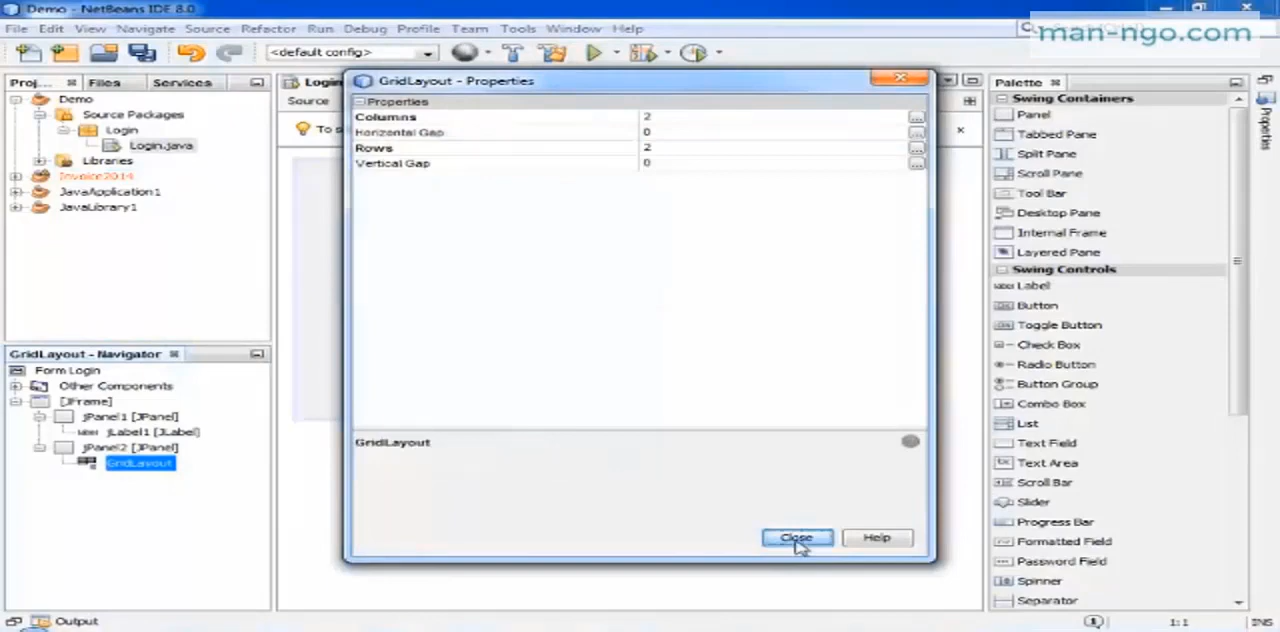 Demo - NetBeans IDE 8.0
File Edit View Navigate Source Refactor Run Debug Profile Team Tools Window Help
man-ngo.com
<default config>
Proj... Files Services
Demo
Source Packages
Login
Login.java
Libraries
Invoice2014
JavaApplication1
JavaLibrary1
GridLayout - Navigator
Form Login
Other Components
[JFrame]
jPanel1 [JPanel]
jLabel1 [JLabel]
jPanel2 [JPanel]
GridLayout
Login
Source
To s
GridLayout - Properties
Properties
Columns 2 ...
Horizontal Gap 0 ...
Rows 2 ...
Vertical Gap 0 ...
GridLayout
Close Help
Palette
Swing Containers
Panel
Tabbed Pane
Split Pane
Scroll Pane
Tool Bar
Desktop Pane
Internal Frame
Layered Pane
Swing Controls
Label
Button
Toggle Button
Check Box
Radio Button
Button Group
Combo Box
List
Text Field
Text Area
Scroll Bar
Slider
Progress Bar
Formatted Field
Password Field
Spinner
Separator
Properties
Output
1:1 INS